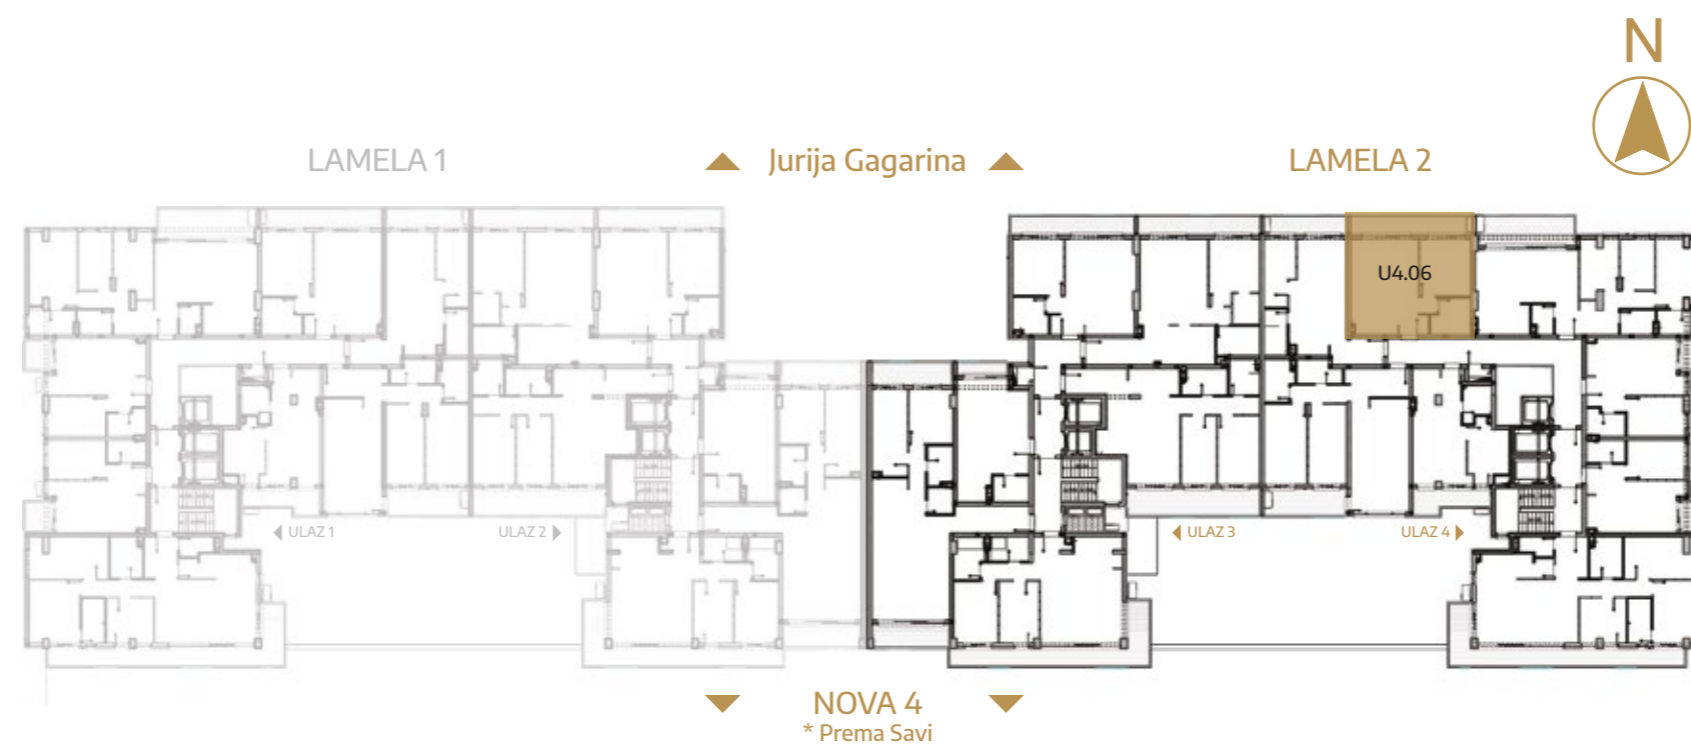 N
LAMELA 1
Jurija Gagarina
LAMELA 2
U4.06
ULAZ 1
ULAZ 2
ULAZ 3
ULAZ 4
NOVA 4
* Prema Savi